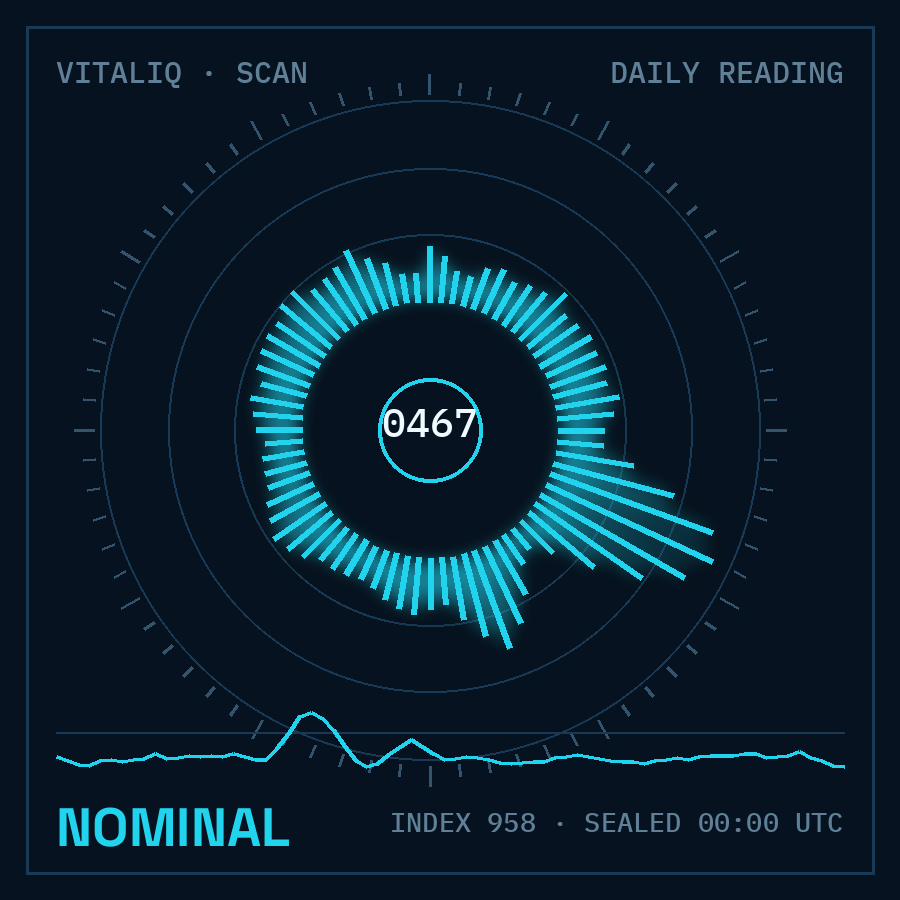 VITALIQ · SCAN
DAILY READING
0467
NOMINAL
INDEX 958 · SEALED 00:00 UTC